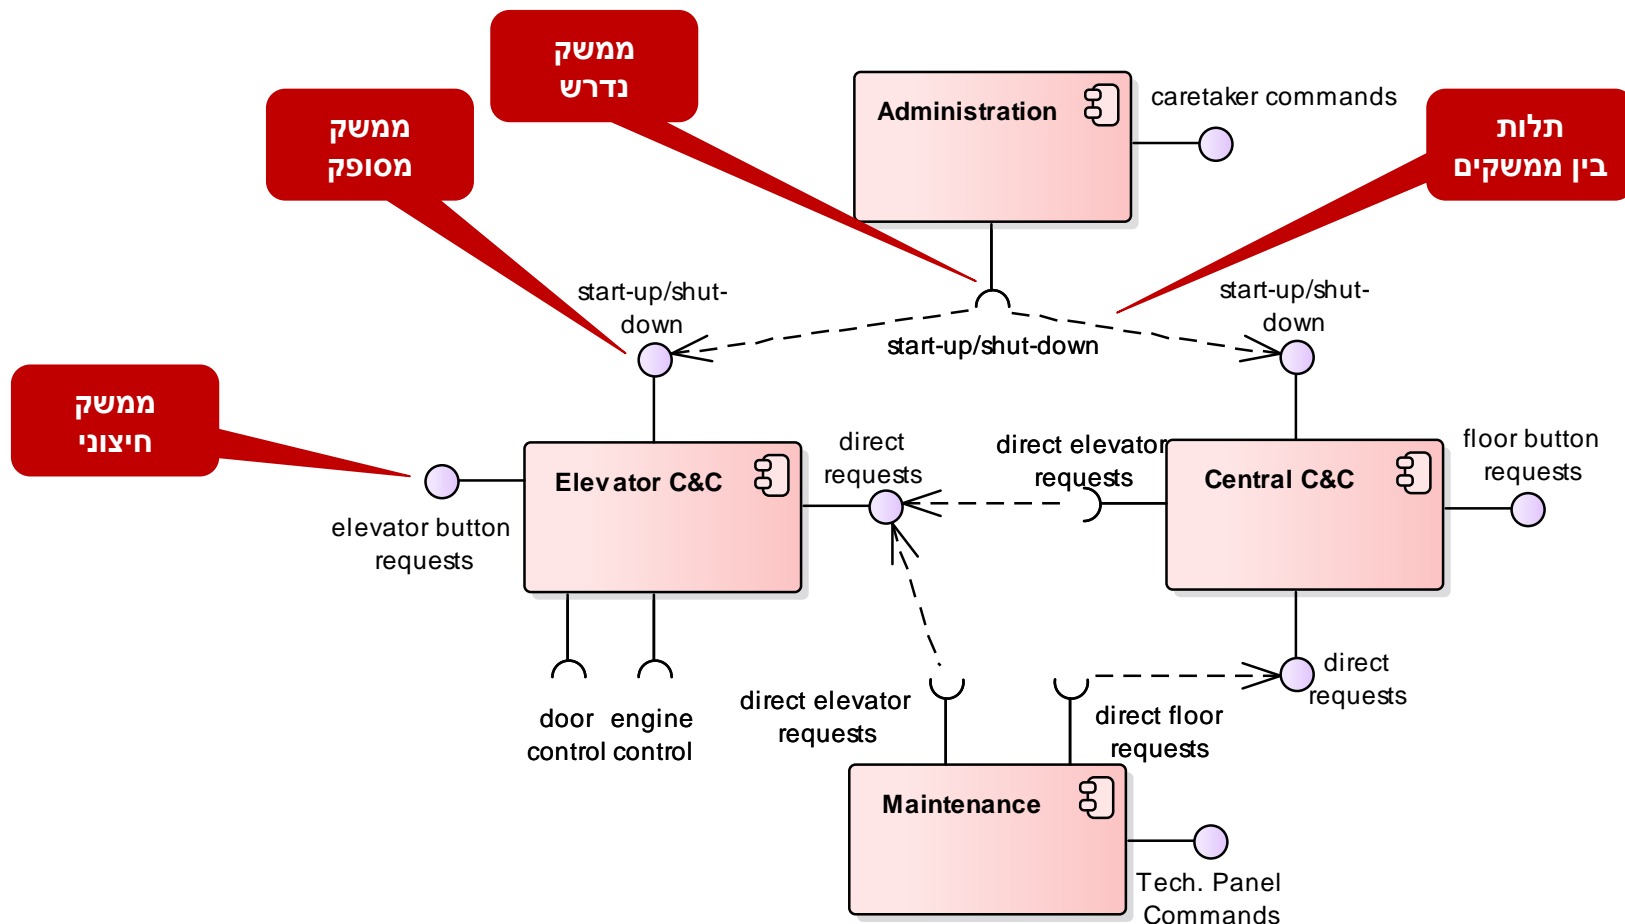 ממשק
נדרש
ממשק
מסופק
Administration
caretaker commands
תלות
בין ממשקים
start-up/shut-
down
start-up/shut-down
start-up/shut-
down
ממשק
חיצוני
elevator button
requests
Elevator C&C
direct
requests
direct elevator
requests
Central C&C
floor button
requests
door
control
engine
control
direct elevator
requests
direct floor
requests
direct
requests
Maintenance
Tech. Panel
Commands